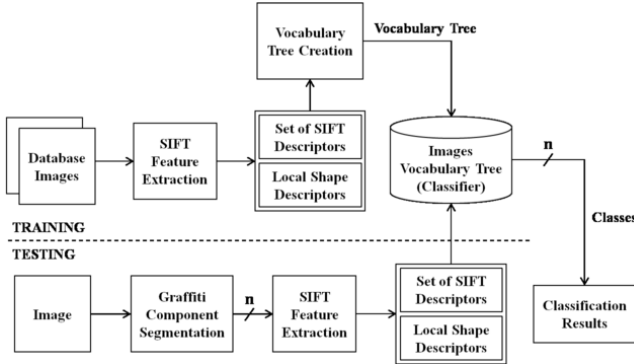 Vocabulary
Tree Creation
Vocabulary Tree
Database
Images
SIFT
Feature
Extraction
Set of SIFT
Descriptors
Local Shape
Descriptors
Images
Vocabulary Tree
(Classifier)
n
Classes
TRAINING
TESTING
Image
Graffiti
Component
Segmentation
n
SIFT
Feature
Extraction
Set of SIFT
Descriptors
Local Shape
Descriptors
Classification
Results